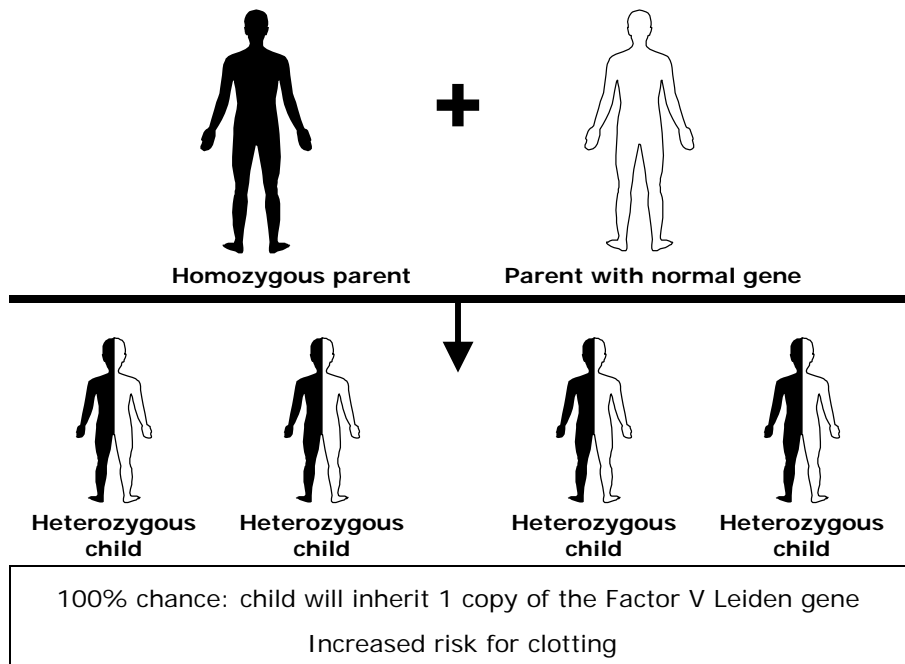 Homozygous parent
Parent with normal gene
Heterozygous
child
Heterozygous
child
Heterozygous
child
Heterozygous
child
100% chance: child will inherit 1 copy of the Factor V Leiden gene
Increased risk for clotting